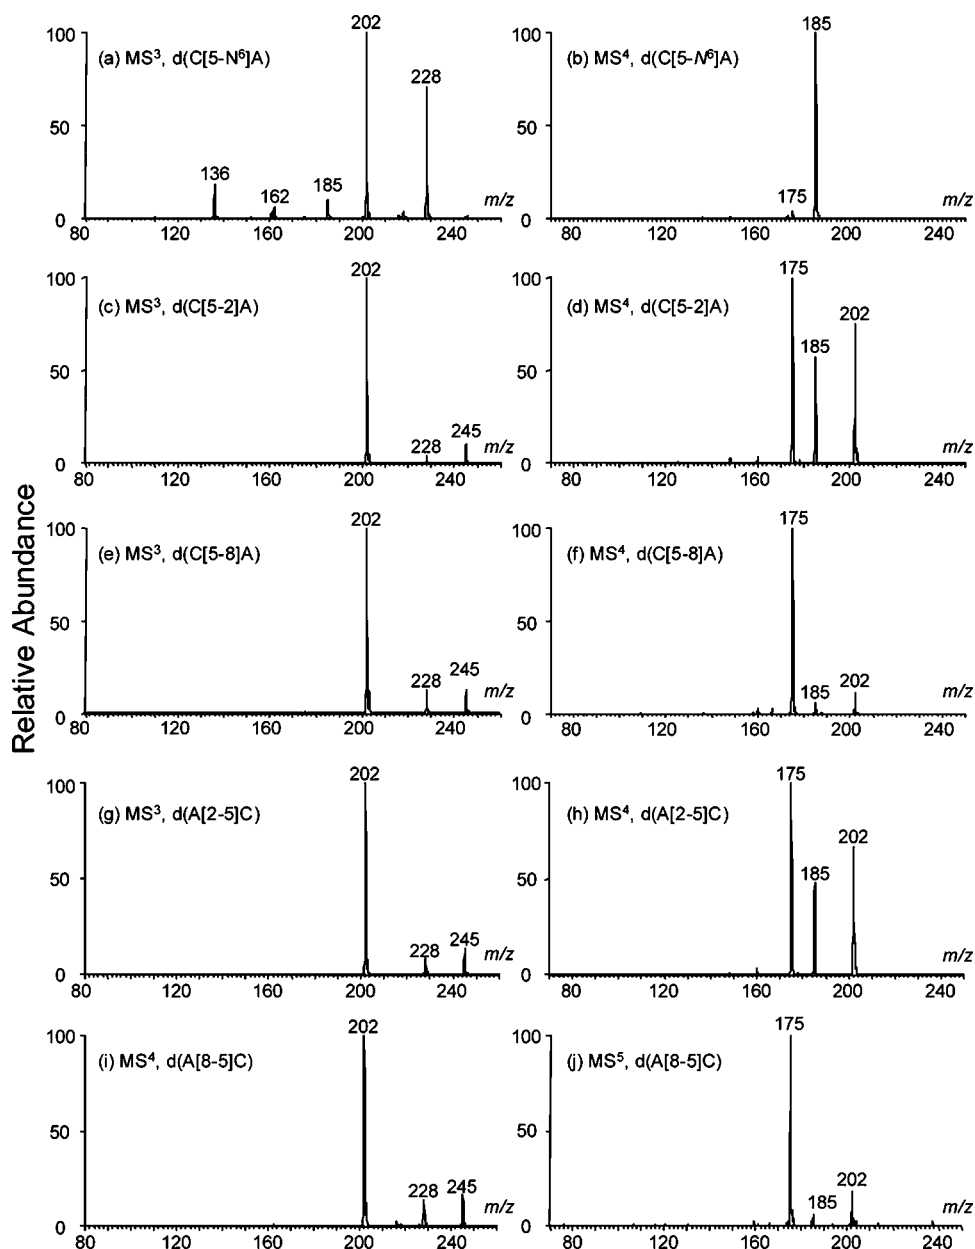 Relative Abundance
(a) MS³, d(C[5-N⁶]A)
100
50
0
80 120 160 200 240
136
162
185
202
228
m/z
(b) MS⁴, d(C[5-N⁶]A)
100
50
0
80 120 160 200 240
175
185
m/z
(c) MS³, d(C[5-2]A)
100
50
0
80 120 160 200 240
202
228
245
m/z
(d) MS⁴, d(C[5-2]A)
100
50
0
80 120 160 200 240
175
185
202
m/z
(e) MS³, d(C[5-8]A)
100
50
0
80 120 160 200 240
202
228
245
m/z
(f) MS⁴, d(C[5-8]A)
100
50
0
80 120 160 200 240
175
185
202
m/z
(g) MS³, d(A[2-5]C)
100
50
0
80 120 160 200 240
202
228
245
m/z
(h) MS⁴, d(A[2-5]C)
100
50
0
80 120 160 200 240
175
185
202
m/z
(i) MS⁴, d(A[8-5]C)
100
50
0
80 120 160 200 240
202
228
245
m/z
(j) MS⁵, d(A[8-5]C)
100
50
0
80 120 160 200 240
175
185
202
m/z